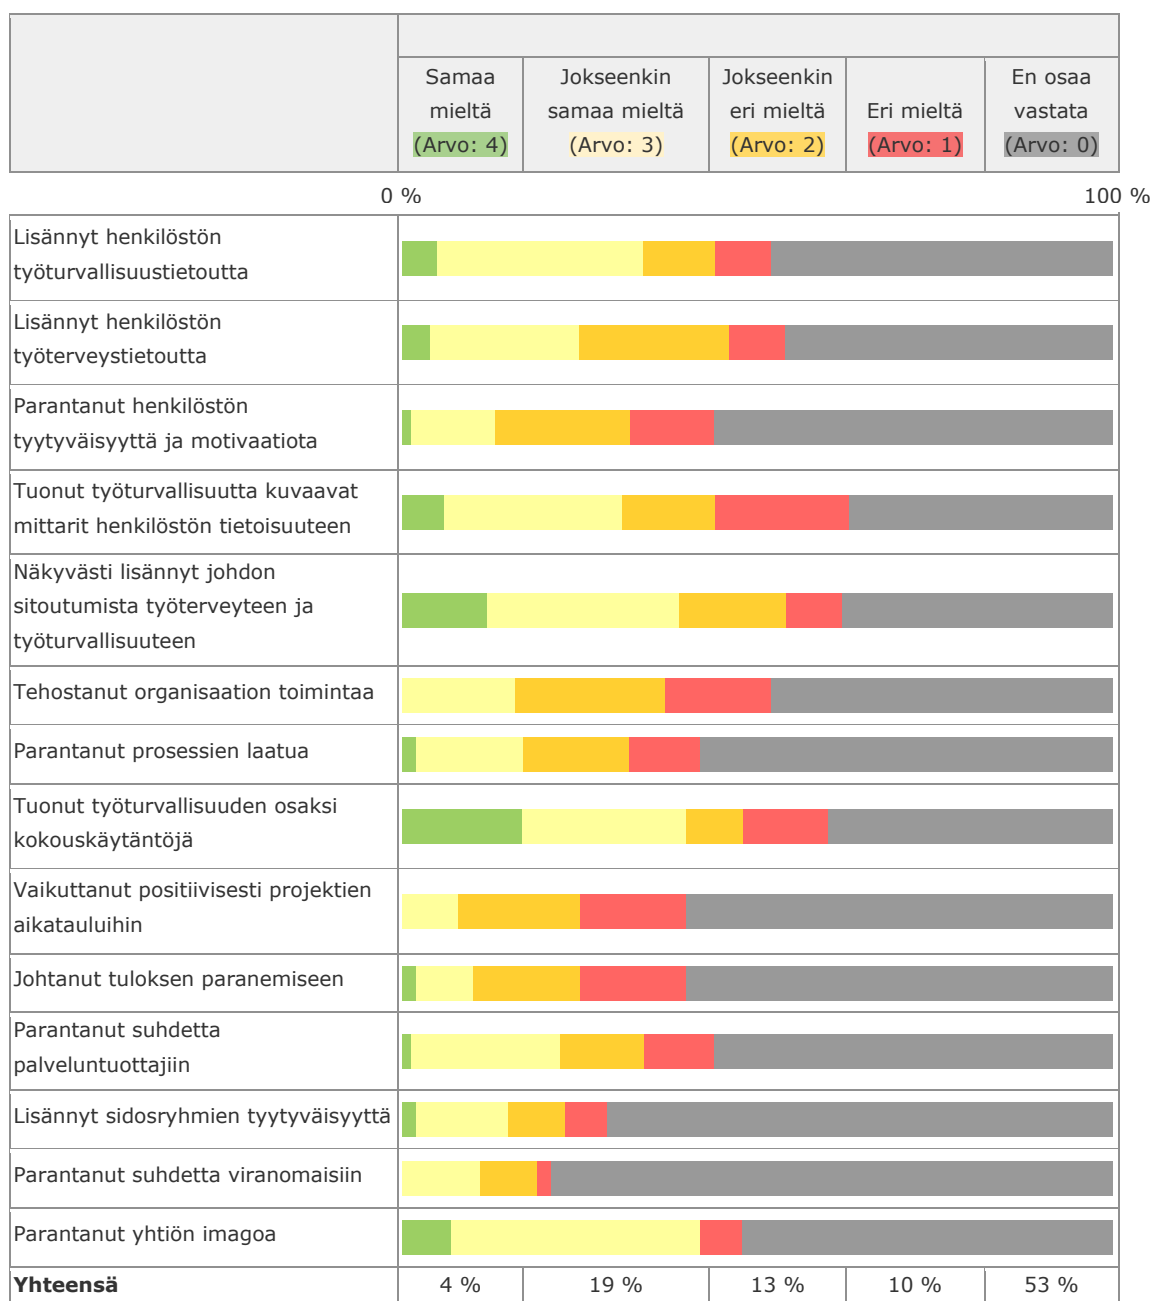 Samaa mieltä (Arvo: 4)
Jokseenkin samaa mieltä (Arvo: 3)
Jokseenkin eri mieltä (Arvo: 2)
Eri mieltä (Arvo: 1)
En osaa vastata (Arvo: 0)
0 % 100 %
Lisännyt henkilöstön
työturvallisuustietoutta
Lisännyt henkilöstön
työterveystietoutta
Parantanut henkilöstön
tyytyväisyyttä ja motivaatiota
Tuonut työturvallisuutta kuvaavat
mittarit henkilöstön tietoisuuteen
Näkyvästi lisännyt johdon
sitoutumista työterveyteen ja
työturvallisuuteen
Tehostanut organisaation toimintaa
Parantanut prosessien laatua
Tuonut työturvallisuuden osaksi
kokouskäytäntöjä
Vaikuttanut positiivisesti projektien
aikatauluihin
Johtanut tuloksen paranemiseen
Parantanut suhdetta
palveluntuottajiin
Lisännyt sidosryhmien tyytyväisyyttä
Parantanut suhdetta viranomaisiin
Parantanut yhtiön imagoa
Yhteensä 4 % 19 % 13 % 10 % 53 %